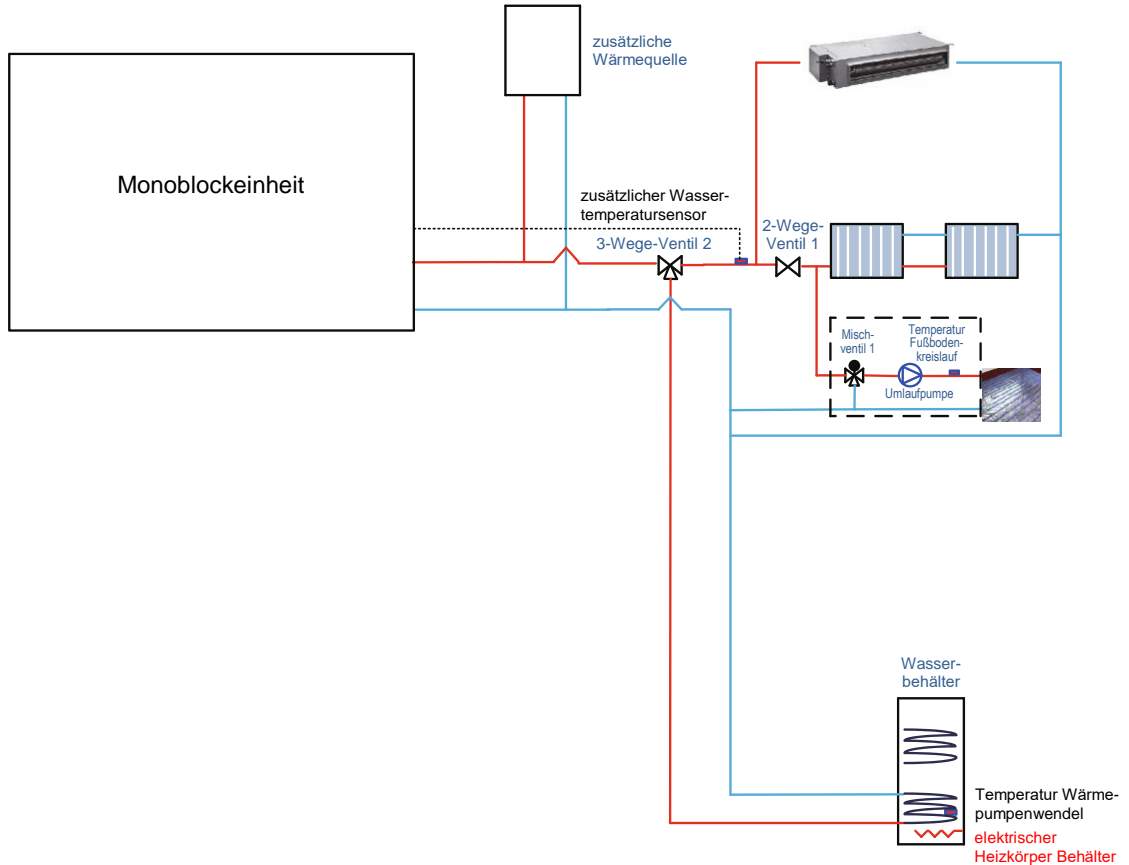 zusätzliche
Wärmequelle
Monoblockeinheit
zusätzlicher Wasser-
temperatursensor
3-Wege-Ventil 2
2-Wege-
Ventil 1
Misch-
ventil 1
Temperatur
Fußboden-
kreislauf
Umlaufpumpe
Wasser-
behälter
Temperatur Wärme-
pumpenwendel
elektrischer
Heizkörper Behälter